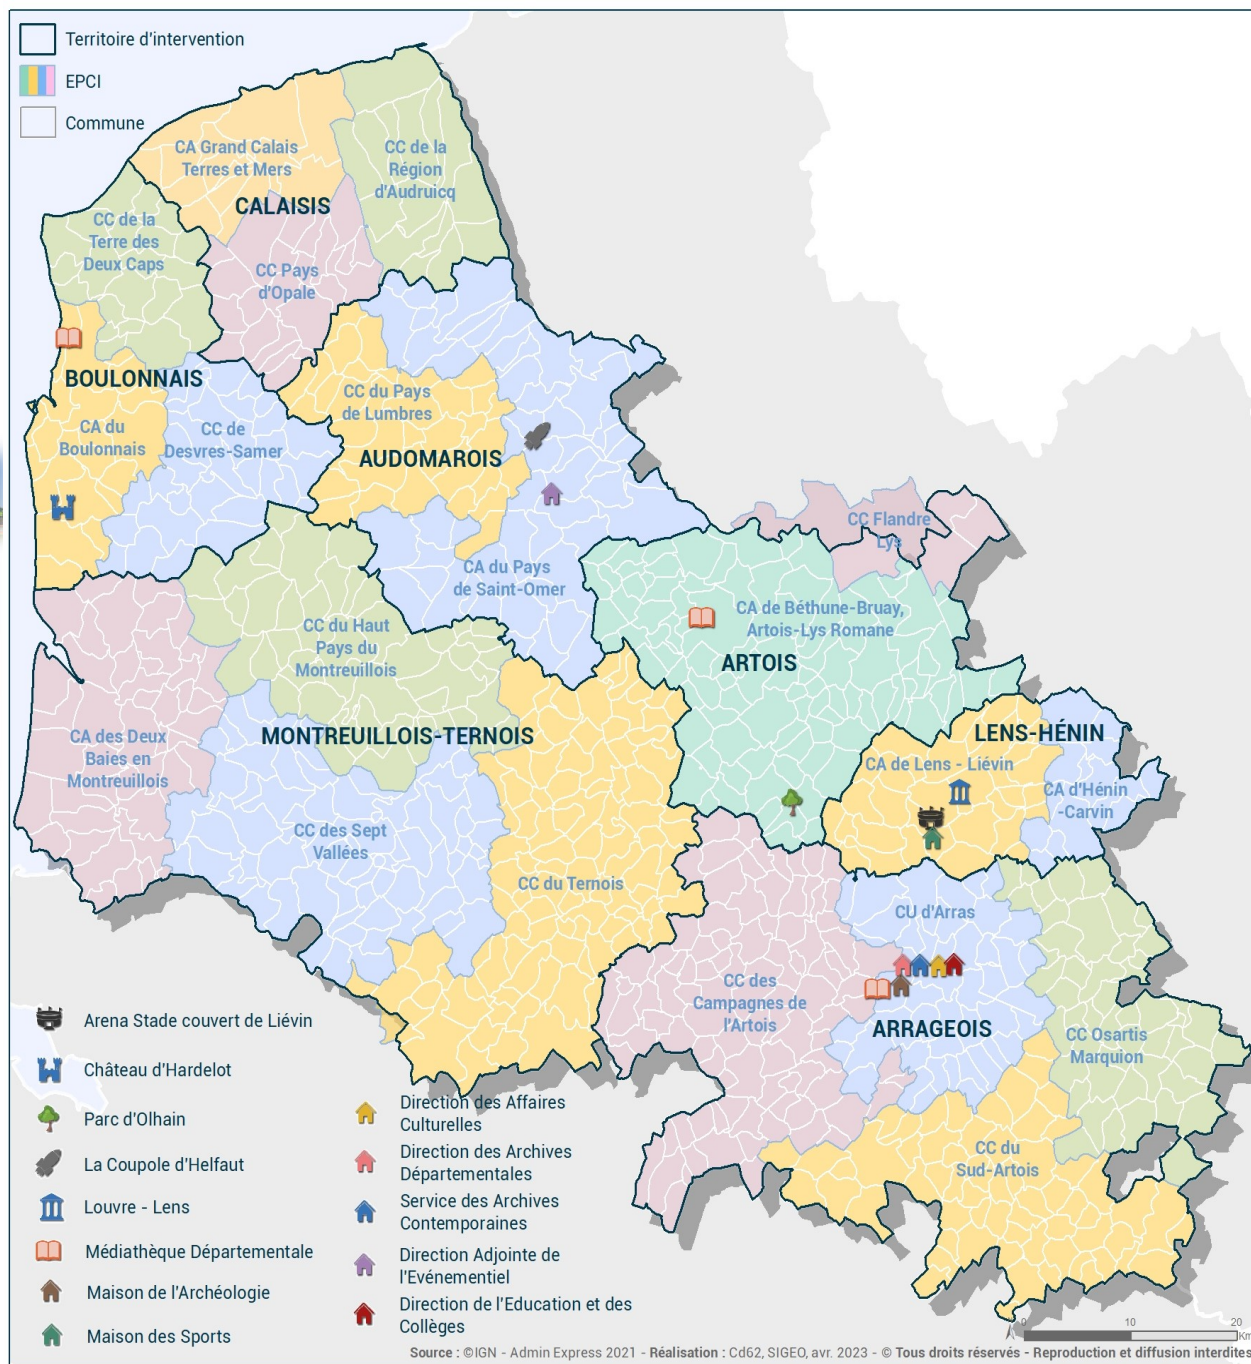 Territoire d'intervention
EPCI
Commune
CA Grand Calais
Terres et Mers
CC de la
Région
d'Audruicq
CALAISIS
CC de la
Terre des
Deux Caps
CC Pays
d'Opale
BOULONNAIS
CC du Pays
de Lumbres
CA du
Boulonnais
CC de
Desvres-Samer
AUDOMAROIS
CC Flandre
Lys
CA du Pays
de Saint-Omer
CA de Béthune-Bruay,
Artois-Lys Romane
ARTOIS
CC du Haut
Pays du
Montreuillois
MONTREUILLOIS-TERNOIS
LENS-HÉNIN
CA des Deux
Baies en
Montreuillois
CA de Lens - Liévin
CA d'Hénin
-Carvin
CC des Sept
Vallées
CC du Ternois
CU d'Arras
CC des
Campagnes de
l'Artois
ARRAGEOIS
CC Osartis
Marquion
CC du
Sud-Artois
Arena Stade couvert de Liévin
Château d'Hardelot
Parc d'Olhain
La Coupole d'Helfaut
Louvre - Lens
Médiathèque Départementale
Maison de l'Archéologie
Maison des Sports
Direction des Affaires
Culturelles
Direction des Archives
Départementales
Service des Archives
Contemporaines
Direction Adjointe de
l'Evénementiel
Direction de l'Education et des
Collèges
0 10 20
Km
Source : ©IGN - Admin Express 2021 - Réalisation : Cd62, SIGEO, avr. 2023 - © Tous droits réservés - Reproduction et diffusion interdites